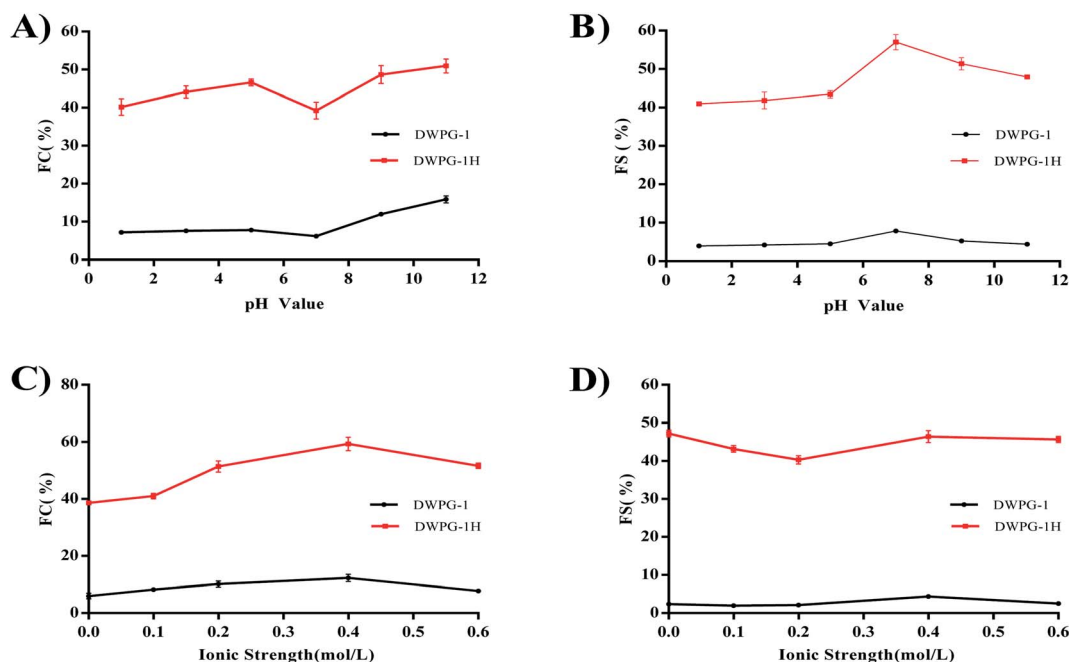 A)
60
50
40
30
20
10
0
FC( %)
0 2 4 6 8 10 12
pH Value
DWPG-1
DWPG-1H
B)
60
50
40
30
20
10
0
FS ( %)
0 2 4 6 8 10 12
pH Value
DWPG-1
DWPG-1H
C)
80
60
40
20
0
FC( %)
0.0 0.1 0.2 0.3 0.4 0.5 0.6
Ionic Strength(mol/L)
DWPG-1
DWPG-1H
D)
60
50
40
30
20
10
0
FS( %)
0.0 0.1 0.2 0.3 0.4 0.5 0.6
Ionic Strength(mol/L)
DWPG-1
DWPG-1H